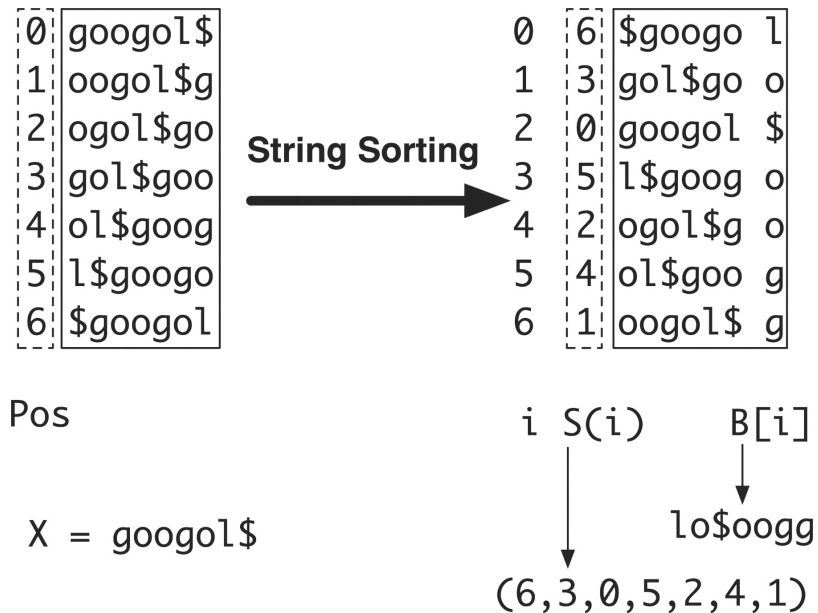 0 googol$ 0 6 $googo l
1 oogol$g 1 3 gol$go o
2 ogol$go 2 0 googol $
String Sorting
3 gol$goo 3 5 l$goog o
4 ol$goog 4 2 ogol$g o
5 l$googo 5 4 ol$goo g
6 $googol 6 1 oogol$ g
Pos i S(i) B[i]
X = googol$ lo$oogg
(6,3,0,5,2,4,1)